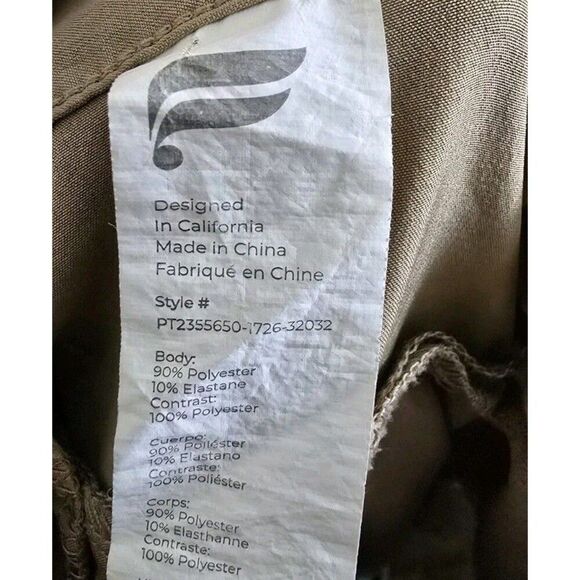 Designed
In California
Made in China
Fabriqué en Chine
Style #
PT2355650-1726-32032
Body:
90% Polyester
10% Elastane
Contrast:
100% Polyester
Cuerpo:
90% Poliéster
10% Elastano
Contraste:
100% Poliéster
Corps:
90% Polyester
10% Elasthanne
Contraste:
100% Polyester